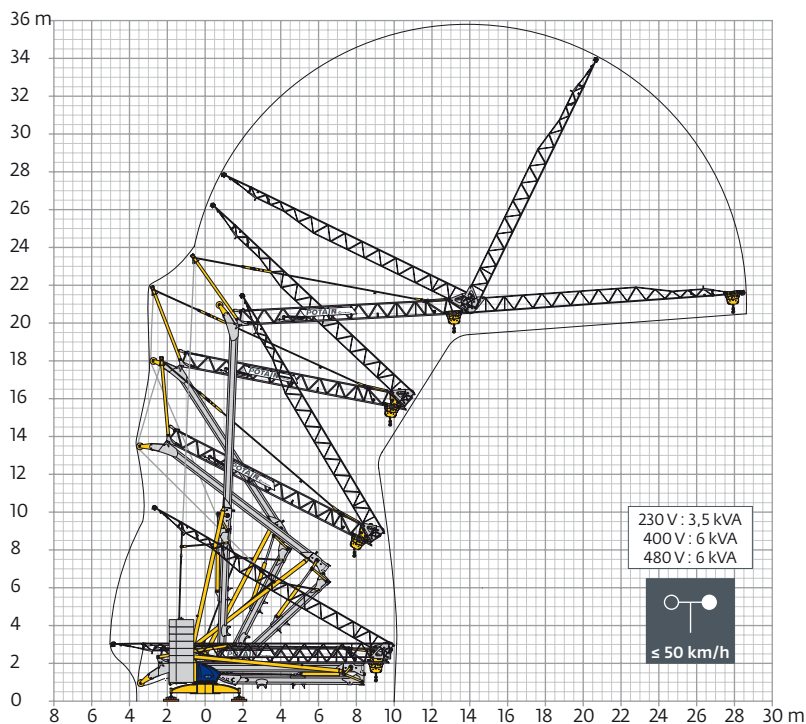 36 m
34
32
30
28
26
24
22
20
18
16
14
12
10
8
6
4
2
0
POTAIN
POTAIN
POTAIN
230 V : 3,5 kVA
400 V : 6 kVA
480 V : 6 kVA
≤ 50 km/h
8 6 4 2 0 2 4 6 8 10 12 14 16 18 20 22 24 26 28 30 m